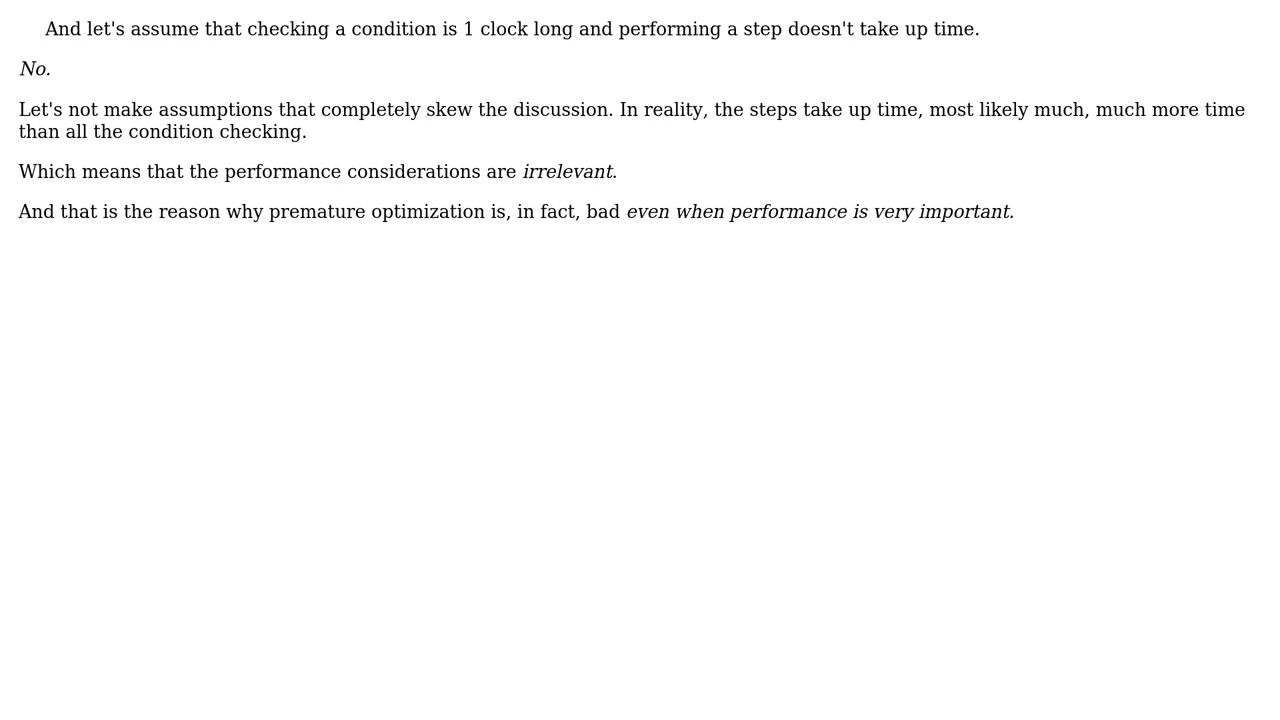 And let's assume that checking a condition is 1 clock long and performing a step doesn't take up time.
No.
Let's not make assumptions that completely skew the discussion. In reality, the steps take up time, most likely much, much more time
than all the condition checking.
Which means that the performance considerations are irrelevant.
And that is the reason why premature optimization is, in fact, bad even when performance is very important.